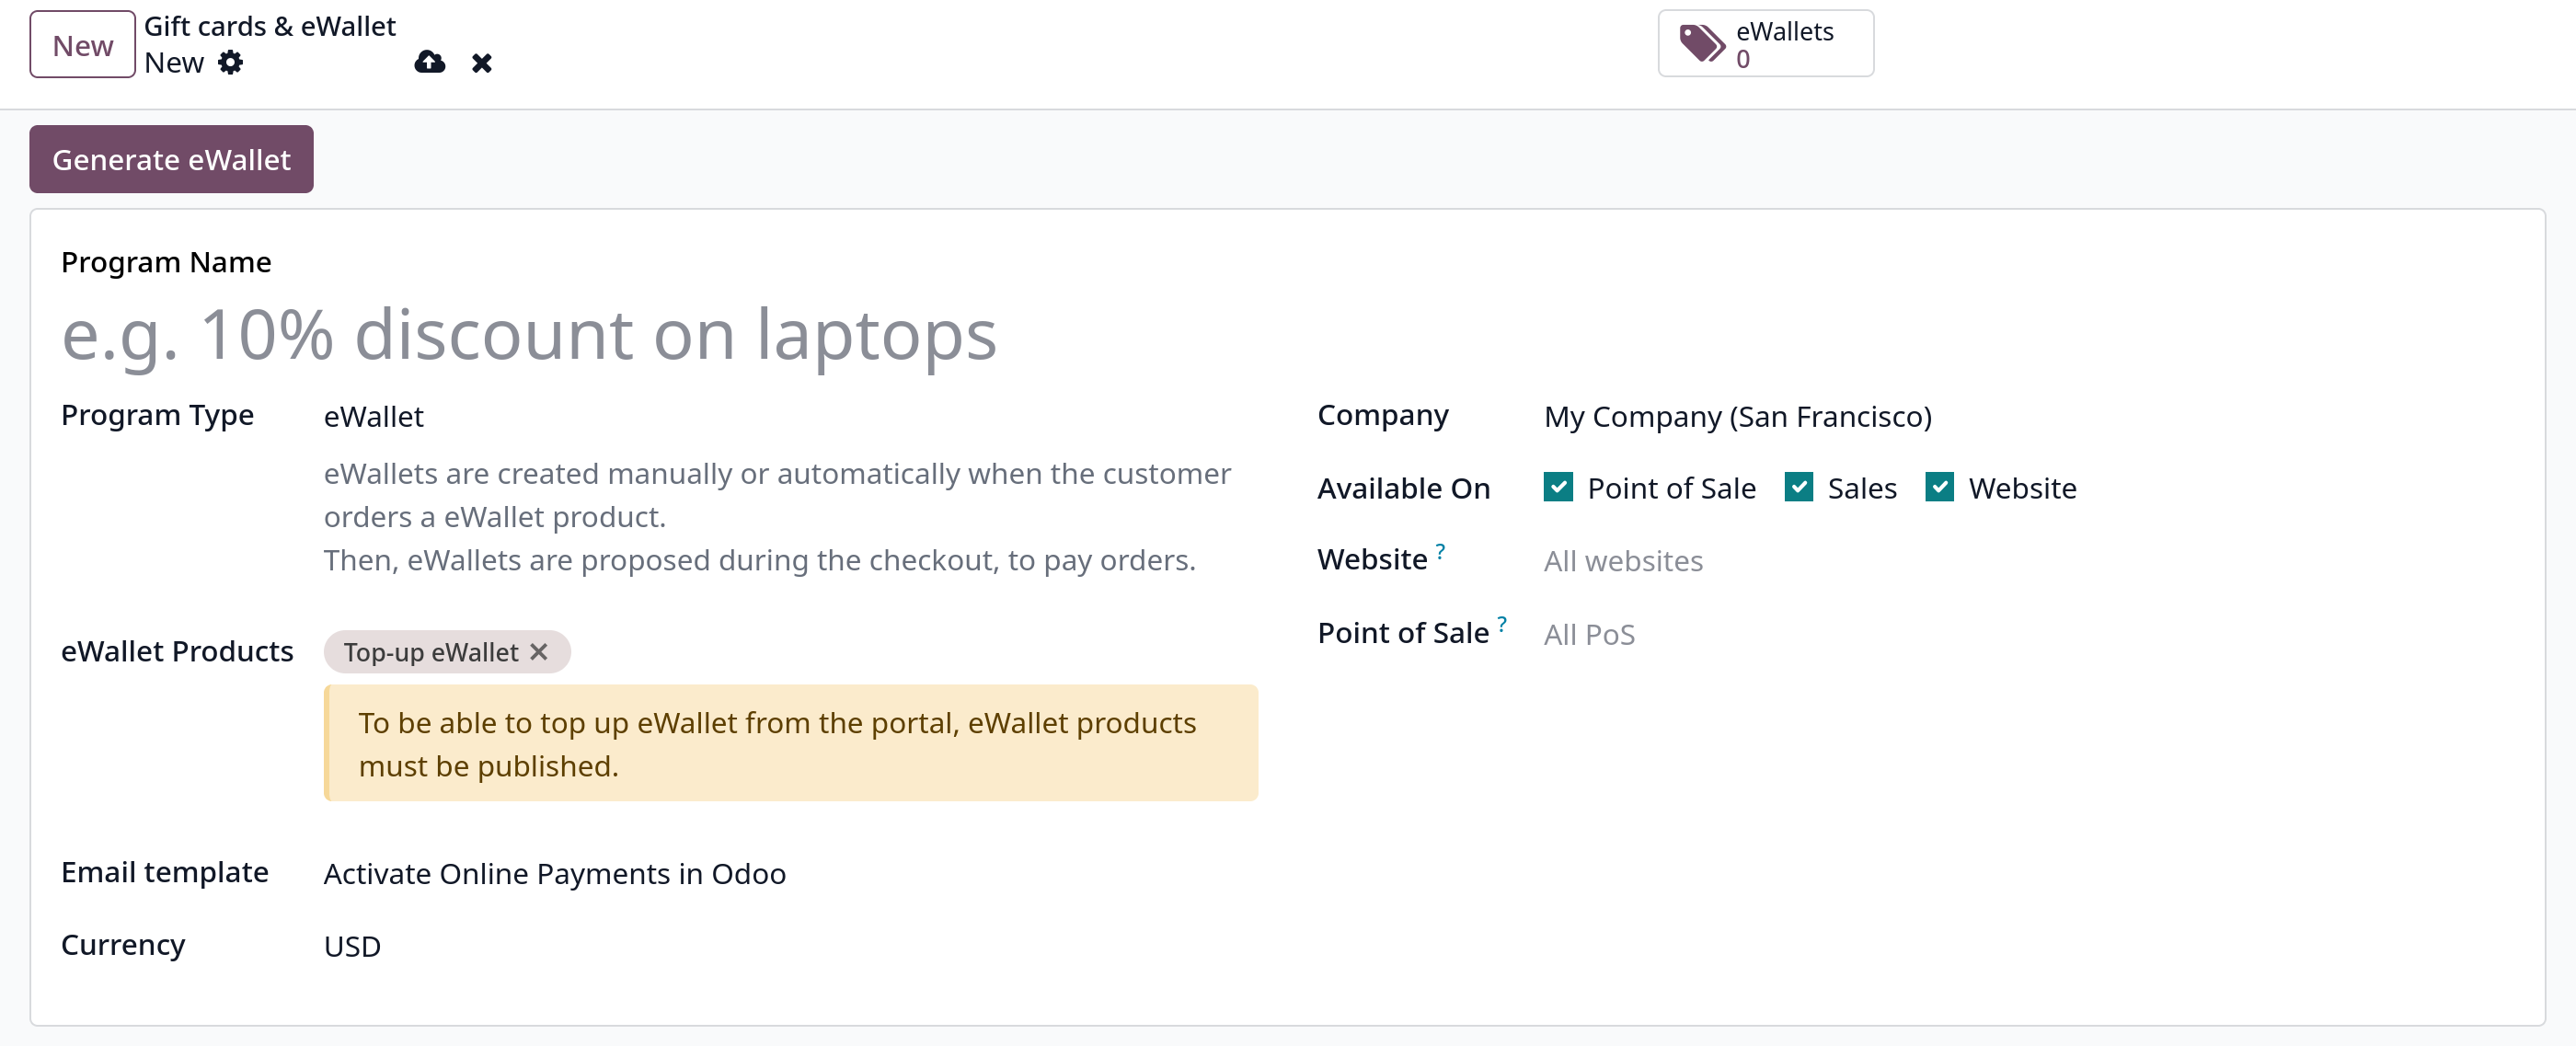 New
Gift cards & eWallet
New
eWallets
0
Generate eWallet
Program Name
e.g. 10% discount on laptops
Program Type
eWallet
eWallets are created manually or automatically when the customer
orders a eWallet product.
Then, eWallets are proposed during the checkout, to pay orders.
eWallet Products
Top-up eWallet
To be able to top up eWallet from the portal, eWallet products
must be published.
Email template
Activate Online Payments in Odoo
Currency
USD
Company
My Company (San Francisco)
Available On
Point of Sale Sales Website
Website ?
All websites
Point of Sale ?
All PoS